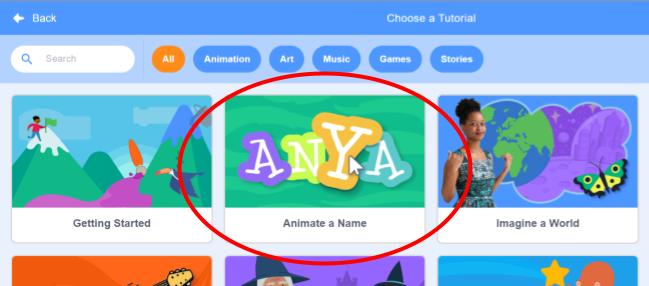 Back
Choose a Tutorial
Search
All
Animation
Art
Music
Games
Stories
ANYA
Getting Started
Animate a Name
Imagine a World